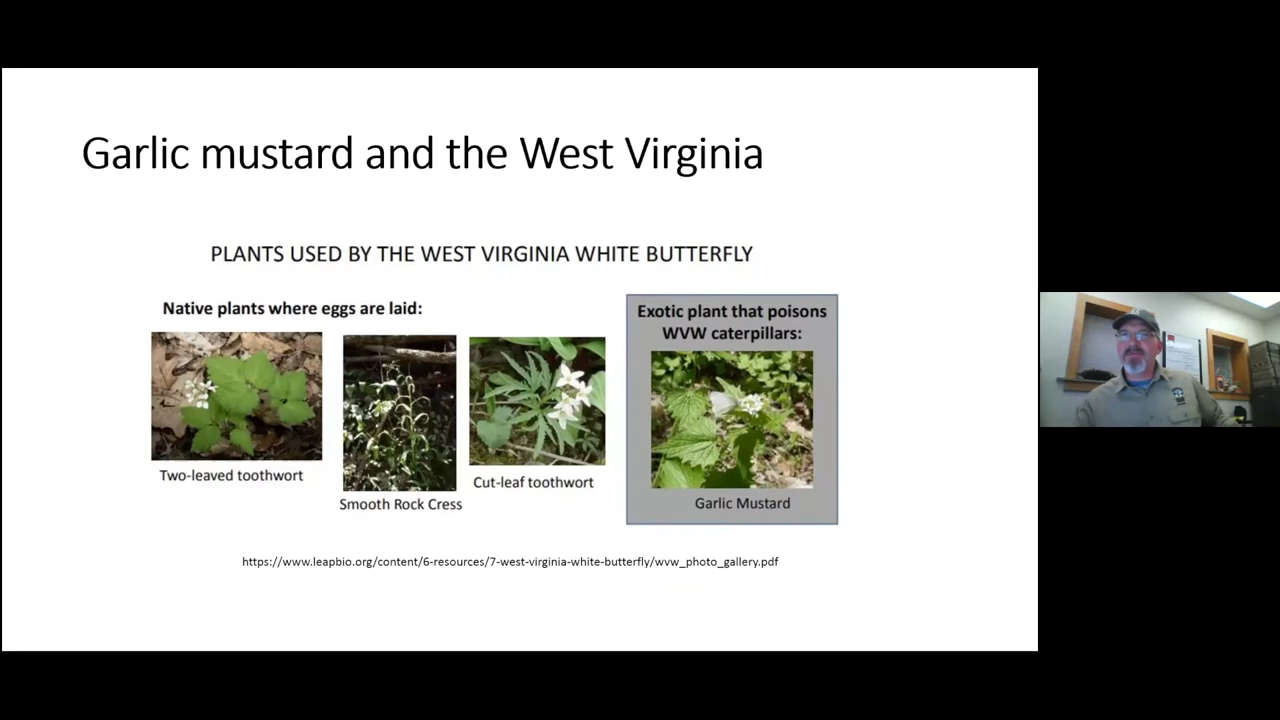 Garlic mustard and the West Virginia
PLANTS USED BY THE WEST VIRGINIA WHITE BUTTERFLY
Native plants where eggs are laid:
Two-leaved toothwort
Smooth Rock Cress
Cut-leaf toothwort
Exotic plant that poisons
WVW caterpillars:
Garlic Mustard
https://www.leapbio.org/content/6-resources/7-west-virginia-white-butterfly/wvw_photo_gallery.pdf